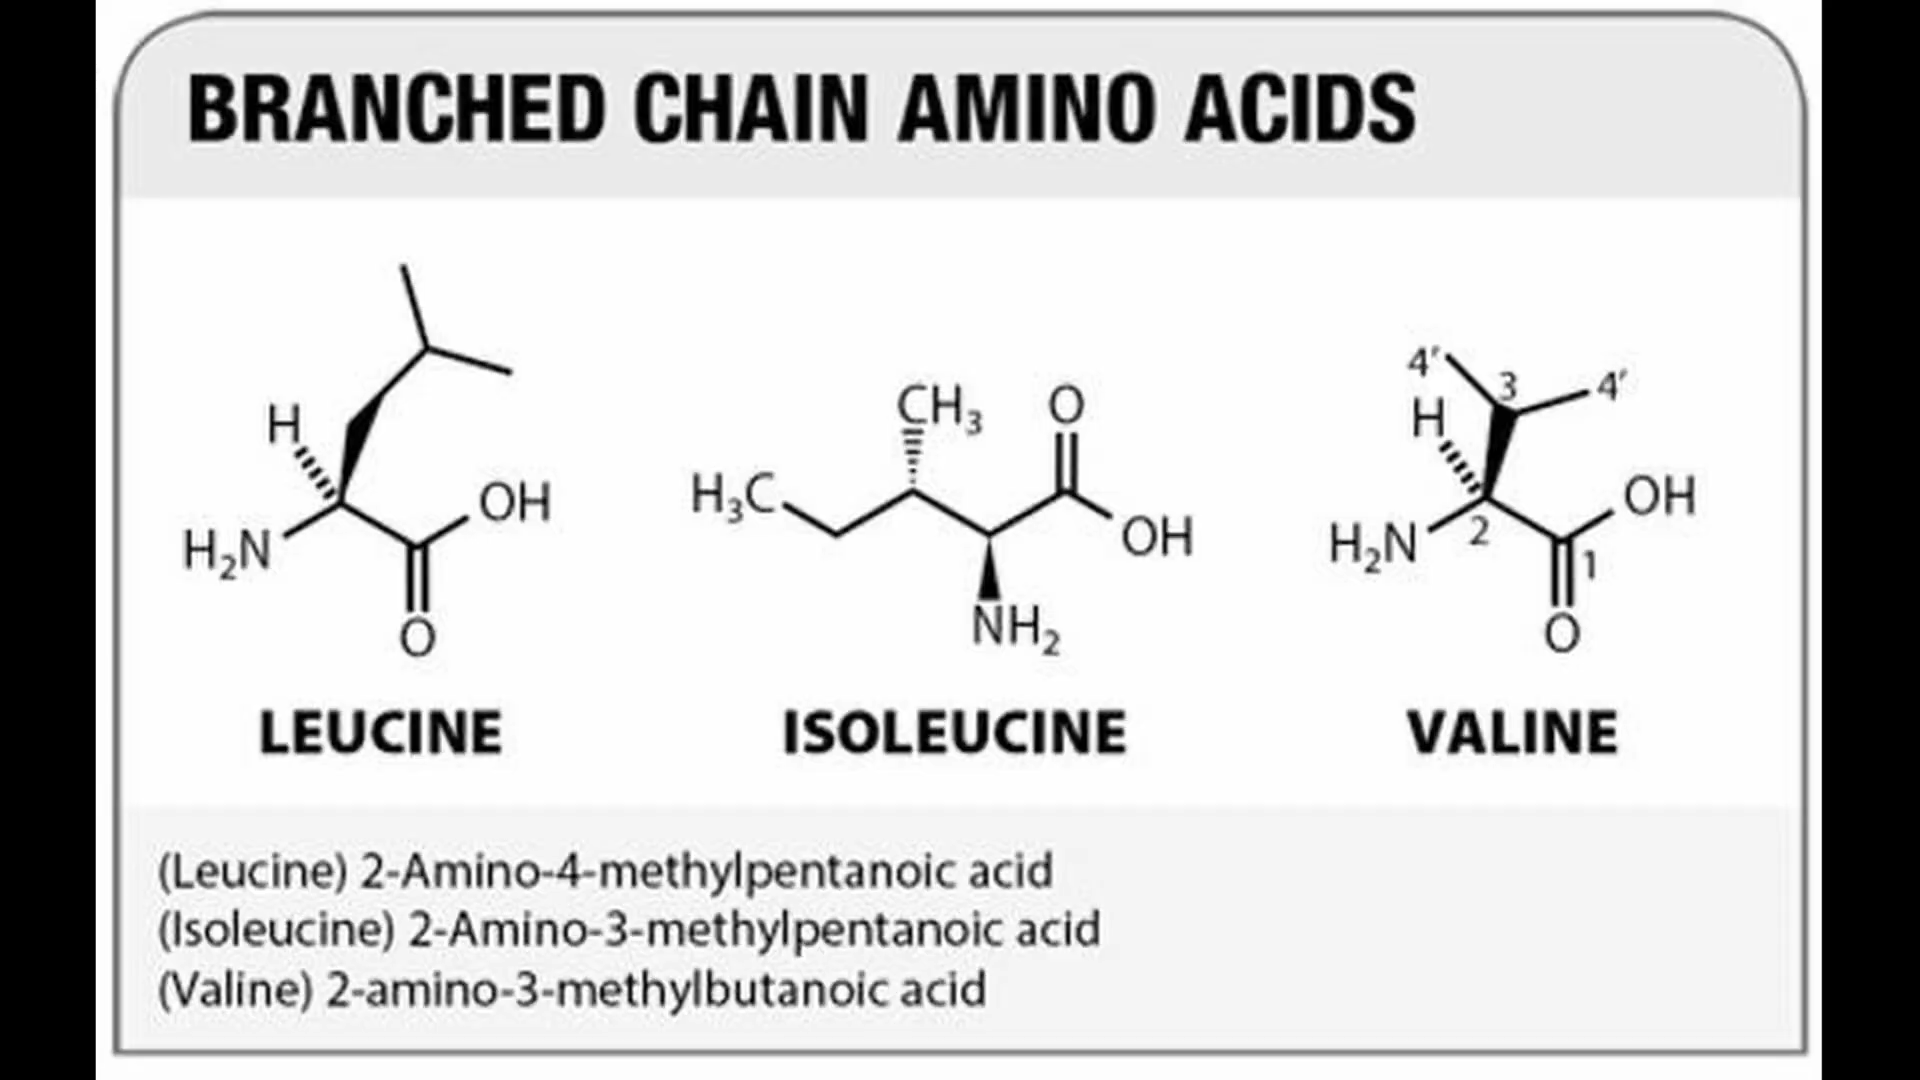 BRANCHED CHAIN AMINO ACIDS
H
H₂N
OH
O
LEUCINE
CH₃
O
H₃C
OH
NH₂
ISOLEUCINE
4′
3
4′
H
OH
H₂N
2
1
O
VALINE
(Leucine) 2-Amino-4-methylpentanoic acid
(Isoleucine) 2-Amino-3-methylpentanoic acid
(Valine) 2-amino-3-methylbutanoic acid